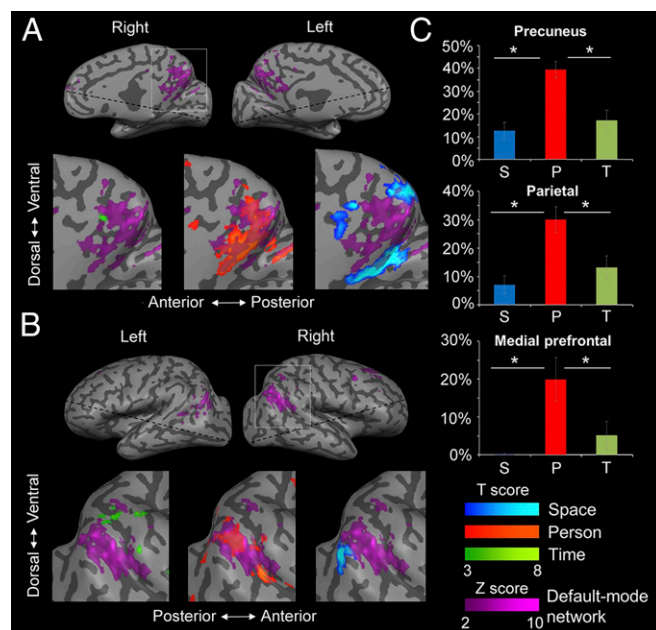 A
Right
Left
Dorsal ↔ Ventral
Anterior ↔ Posterior
B
Left
Right
Dorsal ↔ Ventral
Posterior ↔ Anterior
C
Precuneus
50%
40%
30%
20%
10%
0%
* *
S P T
Parietal
40%
30%
20%
10%
0%
* *
S P T
Medial prefrontal
30%
20%
10%
0%
* *
S P T
T score
Space
Person
Time
3 8
Z score
Default-mode
network
2 10